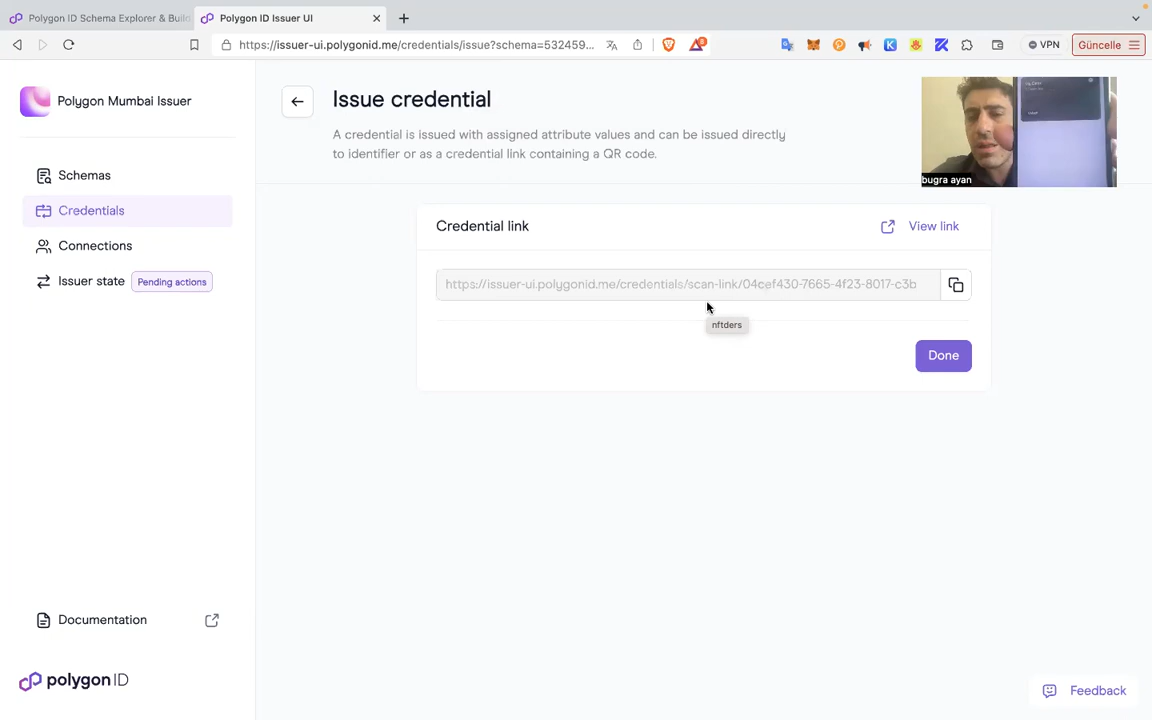 Polygon ID Schema Explorer & Build
Polygon ID Issuer UI
https://issuer-ui.polygonid.me/credentials/issue?schema=532459...
VPN
Güncelle
Polygon Mumbai Issuer
Issue credential
A credential is issued with assigned attribute values and can be issued directly
to identifier or as a credential link containing a QR code.
bugra ayan
Schemas
Credentials
Connections
Issuer state
Pending actions
Credential link
View link
https://issuer-ui.polygonid.me/credentials/scan-link/04cef430-7665-4f23-8017-c3b
nftders
Done
Documentation
polygon ID
Feedback